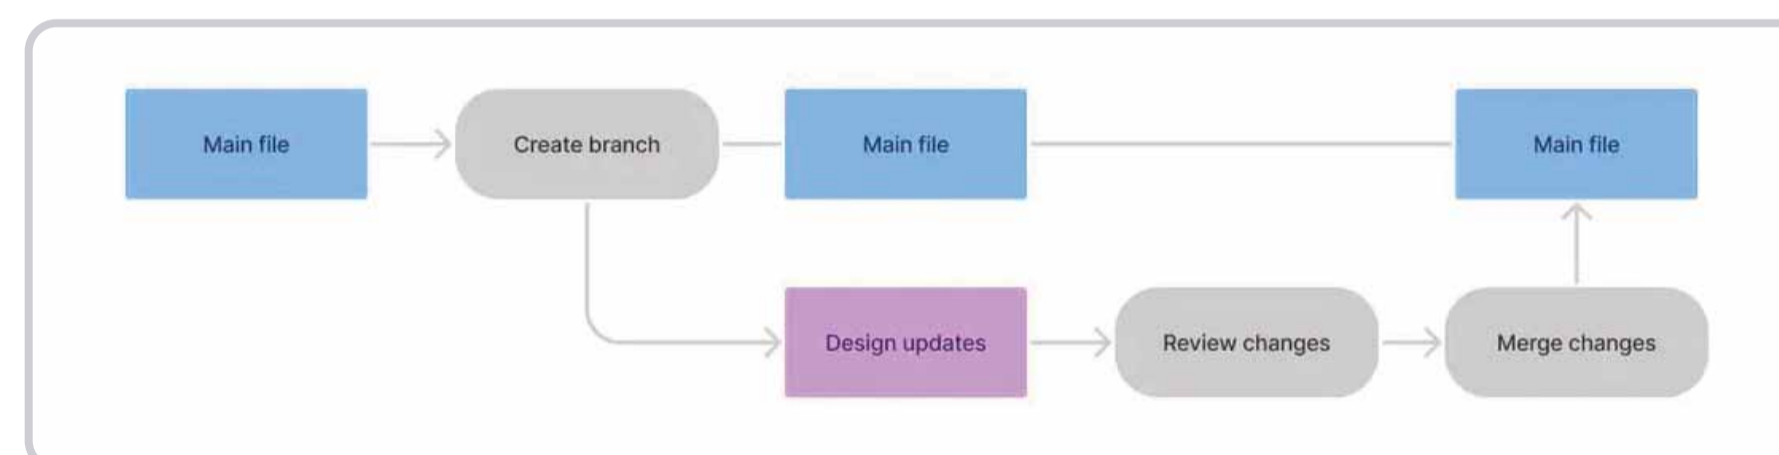 Main file
Create branch
Main file
Main file
Design updates
Review changes
Merge changes